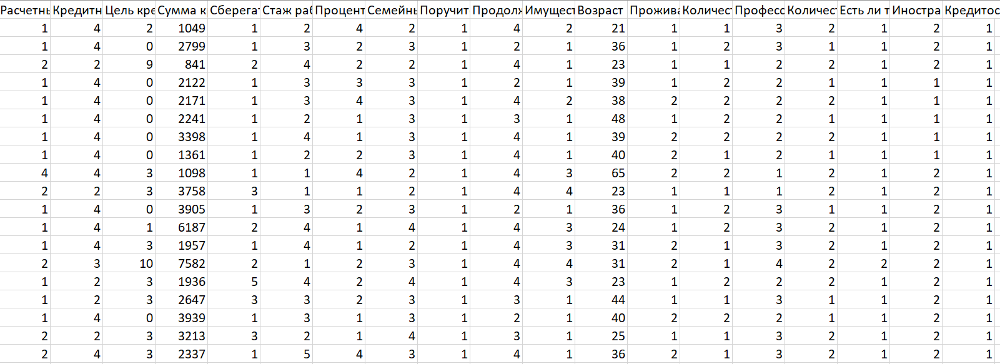 Расчетны Кредитн Цель кре Сумма к Сберегат Стаж раб Процент Семейны Поручит Продолж Имущест Возраст Прожива Количест Професс Количест Есть ли т Иностра Кредитос
1 4 2 1049 1 2 4 2 1 4 2 21 1 1 3 2 1 2 1
1 4 0 2799 1 3 2 3 1 2 1 36 1 2 3 1 1 2 1
2 2 9 841 2 4 2 2 1 4 1 23 1 1 2 2 1 2 1
1 4 0 2122 1 3 3 3 1 2 1 39 1 2 2 1 1 1 1
1 4 0 2171 1 3 4 3 1 4 2 38 2 2 2 2 1 1 1
1 4 0 2241 1 2 1 3 1 3 1 48 1 2 2 1 1 1 1
1 4 0 3398 1 4 1 3 1 4 1 39 2 2 2 2 1 1 1
1 4 0 1361 1 2 2 3 1 4 1 40 2 1 2 1 1 1 1
4 4 3 1098 1 1 4 2 1 4 3 65 2 2 1 2 1 2 1
2 2 3 3758 3 1 1 2 1 4 4 23 1 1 1 2 1 2 1
1 4 0 3905 1 3 2 3 1 2 1 36 1 2 3 1 1 2 1
1 4 1 6187 2 4 1 4 1 4 3 24 1 2 3 2 1 2 1
1 4 3 1957 1 4 1 2 1 4 3 31 2 1 3 2 1 2 1
2 3 10 7582 2 1 2 3 1 4 4 31 2 1 4 2 2 2 1
1 2 3 1936 5 4 2 4 1 4 3 23 1 2 2 2 1 2 1
1 2 3 2647 3 3 2 3 1 3 1 44 1 1 3 1 1 2 1
1 4 0 3939 1 3 1 3 1 2 1 40 2 2 2 1 1 2 1
2 2 3 3213 3 2 1 4 1 3 1 25 1 1 3 2 1 2 1
2 4 3 2337 1 5 4 3 1 4 1 36 2 1 3 2 1 2 1